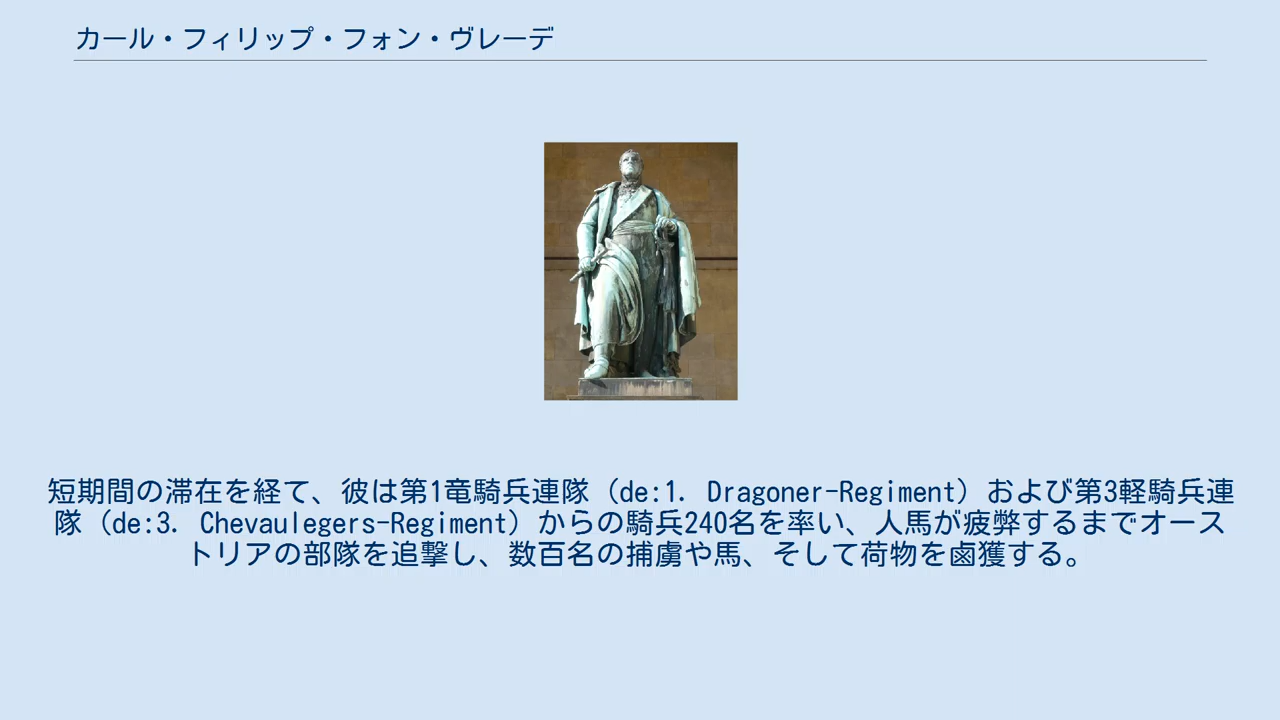 カール・フィリップ・フォン・ヴレーデ
短期間の滞在を経て、彼は第1竜騎兵連隊（de:1. Dragoner-Regiment）および第3軽騎兵連
隊（de:3. Chevaulegers-Regiment）からの騎兵240名を率い、人馬が疲弊するまでオース
トリアの部隊を追撃し、数百名の捕虜や馬、そして荷物を鹵獲する。